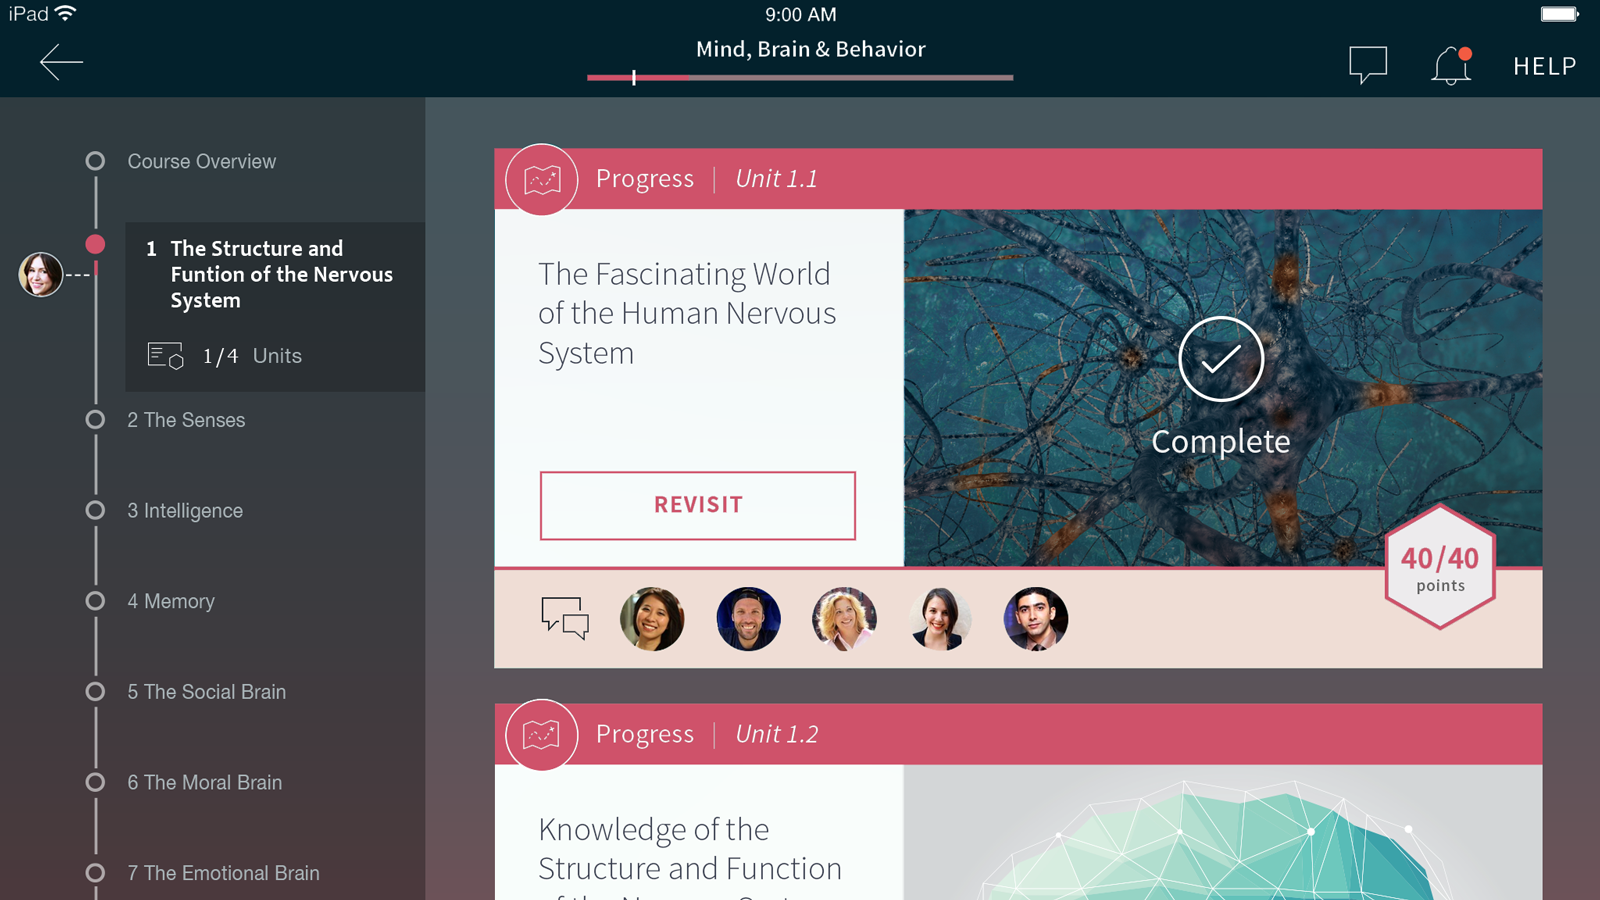 iPad
9:00 AM
Mind, Brain & Behavior
HELP
Course Overview
1 The Structure and
Funtion of the Nervous
System
1/4 Units
2 The Senses
3 Intelligence
4 Memory
5 The Social Brain
6 The Moral Brain
7 The Emotional Brain
Progress | Unit 1.1
The Fascinating World
of the Human Nervous
System
REVISIT
Complete
40/40
points
Progress | Unit 1.2
Knowledge of the
Structure and Function